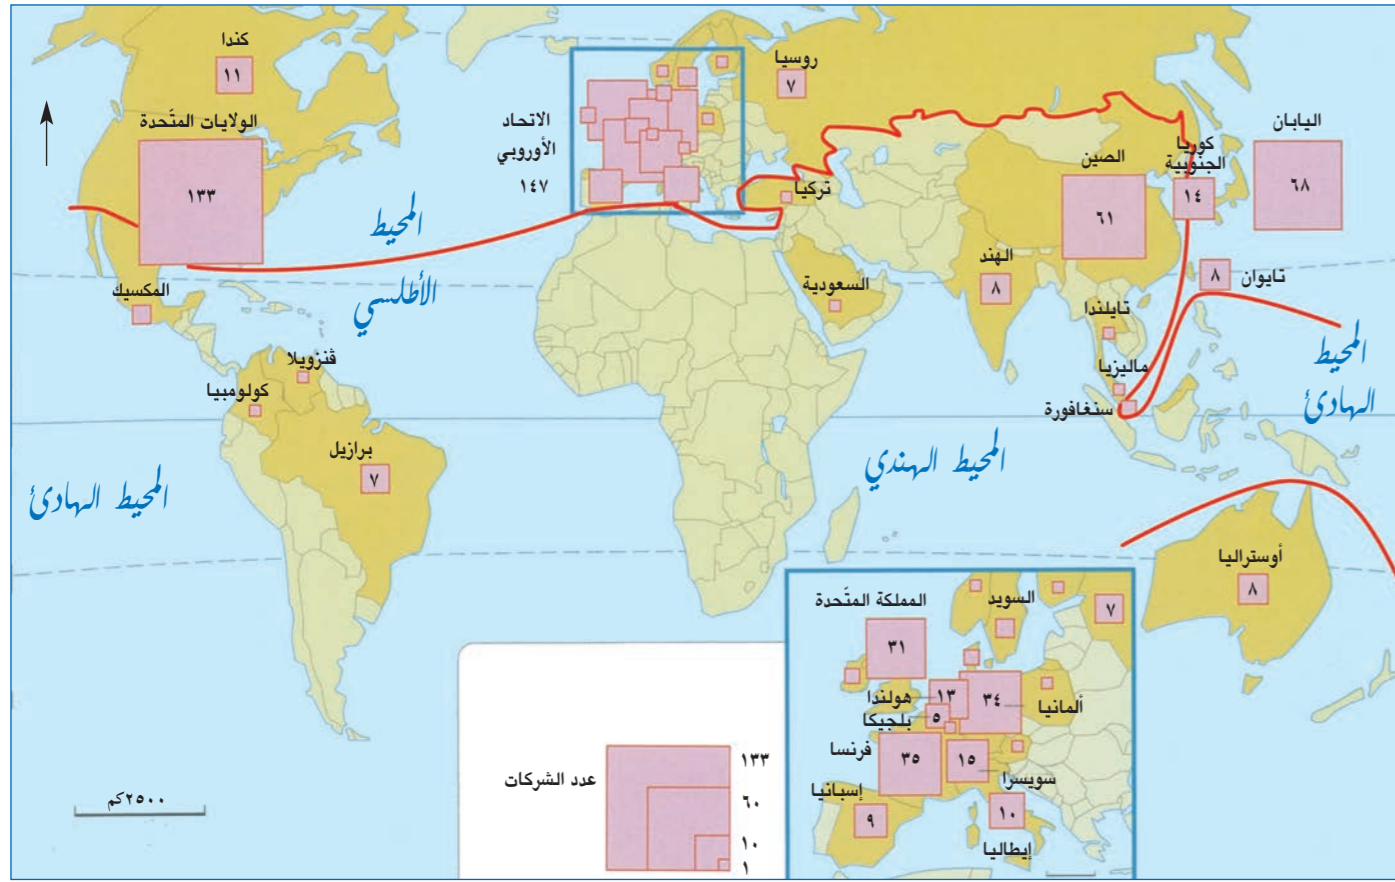 كندا
١١
الولايات المتّحدة
١٣٣
المكسيك
ڤنزويلا
كولومبيا
برازيل
٧
المحيط
الأطلسي
المحيط الهادئ
الاتحاد
الأوروبي
١٤٧
روسيا
٧
تركيا
السعودية
الهند
٨
الصين
٦١
كوريا
الجنوبية
١٤
اليابان
٦٨
تايوان
٨
تايلندا
ماليزيا
سنغافورة
المحيط
الهادئ
المحيط الهندي
أوستراليا
٨
المملكة المتّحدة
٣١
السويد
٧
هولندا
١٣
بلجيكا
٥
ألمانيا
٣٤
فرنسا
٣٥
سويسرا
١٥
إسبانيا
٩
إيطاليا
١٠
عدد الشركات
١٣٣
٦٠
١٠
١
٢٥٠٠كم